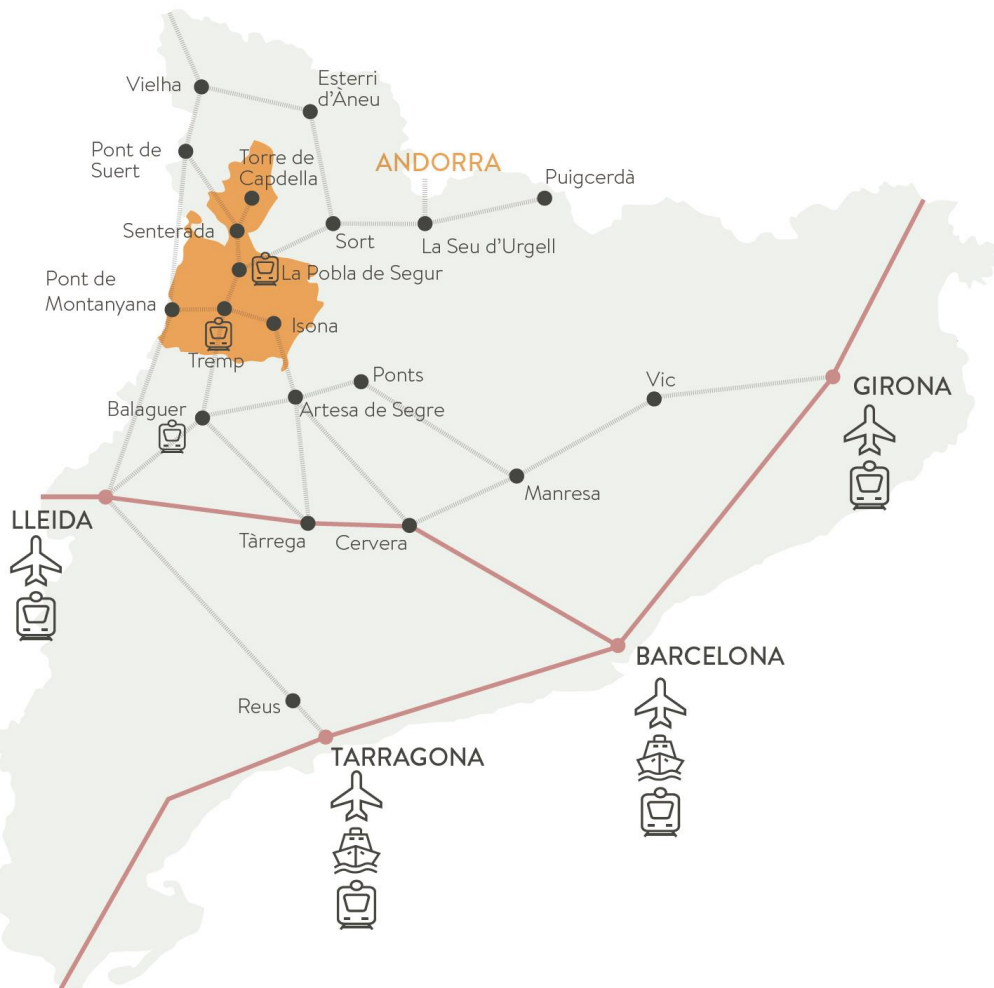 Vielha
Esterri
d'Àneu
Pont de
Suert
Torre de
Capdella
ANDORRA
Puigcerdà
Senterada
Sort
La Seu d'Urgell
La Pobla de Segur
Pont de
Montanyana
Isona
Tremp
Ponts
Vic
GIRONA
Balaguer
Artesa de Segre
Manresa
LLEIDA
Tàrrega
Cervera
BARCELONA
Reus
TARRAGONA